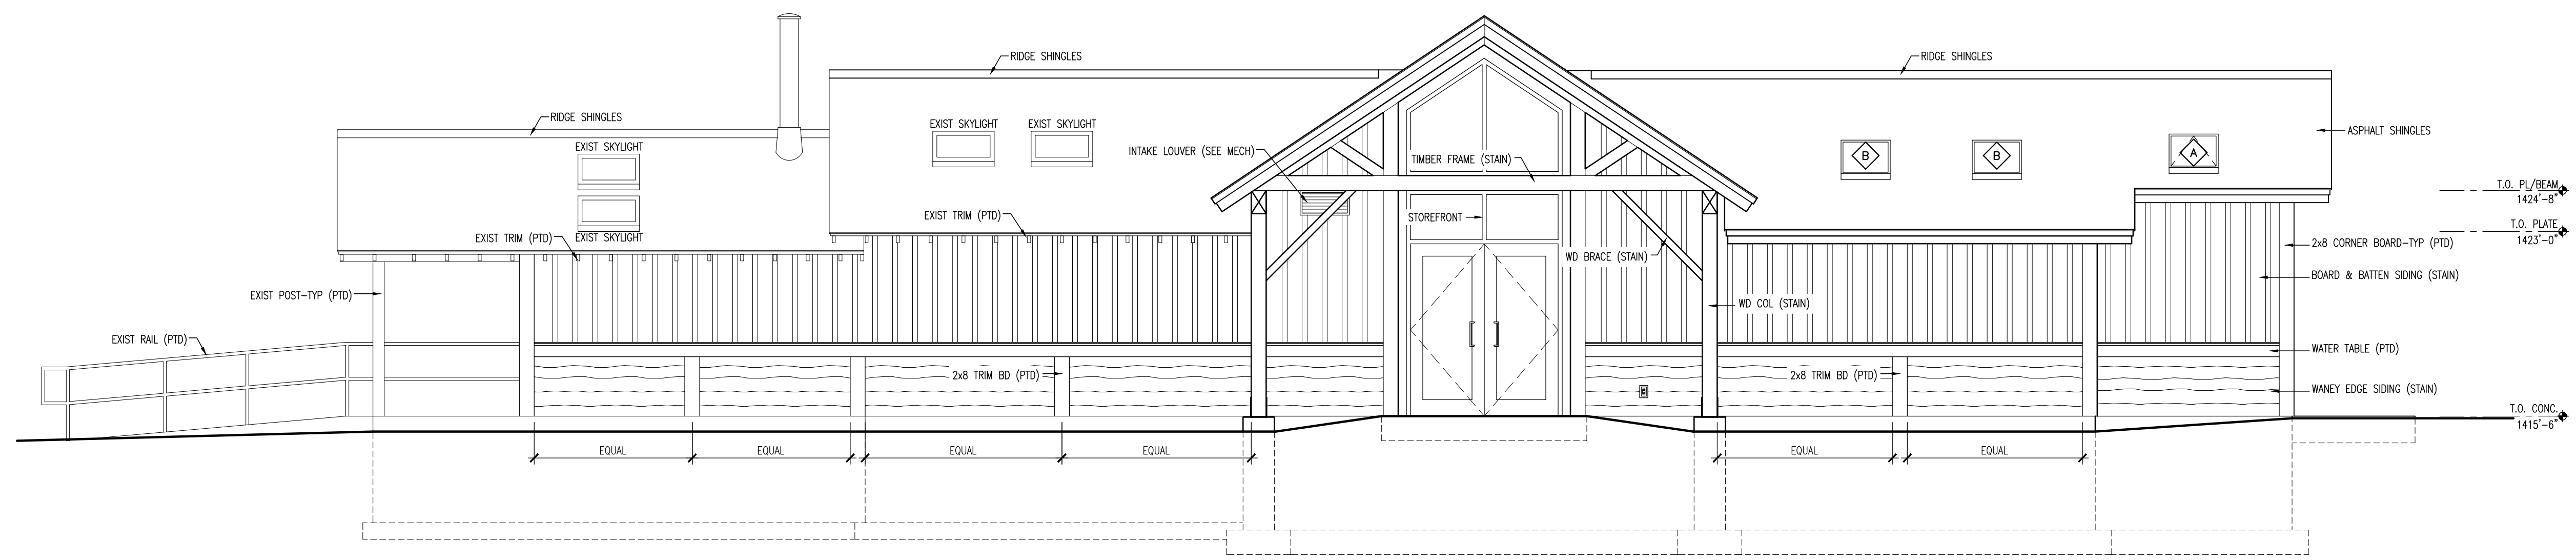 RIDGE SHINGLES
RIDGE SHINGLES
RIDGE SHINGLES
EXIST SKYLIGHT
EXIST SKYLIGHT
EXIST SKYLIGHT
EXIST SKYLIGHT
INTAKE LOUVER (SEE MECH)
TIMBER FRAME (STAIN)
B
B
A
ASPHALT SHINGLES
T.O. PL/BEAM
1424'-8"
EXIST TRIM (PTD)
EXIST TRIM (PTD)
STOREFRONT
T.O. PLATE
1423'-0"
2x8 CORNER BOARD-TYP (PTD)
WD BRACE (STAIN)
BOARD & BATTEN SIDING (STAIN)
EXIST POST-TYP (PTD)
WD COL (STAIN)
EXIST RAIL (PTD)
WATER TABLE (PTD)
2x8 TRIM BD (PTD)
2x8 TRIM BD (PTD)
WANEY EDGE SIDING (STAIN)
T.O. CONC.
1415'-6"
EQUAL
EQUAL
EQUAL
EQUAL
EQUAL
EQUAL